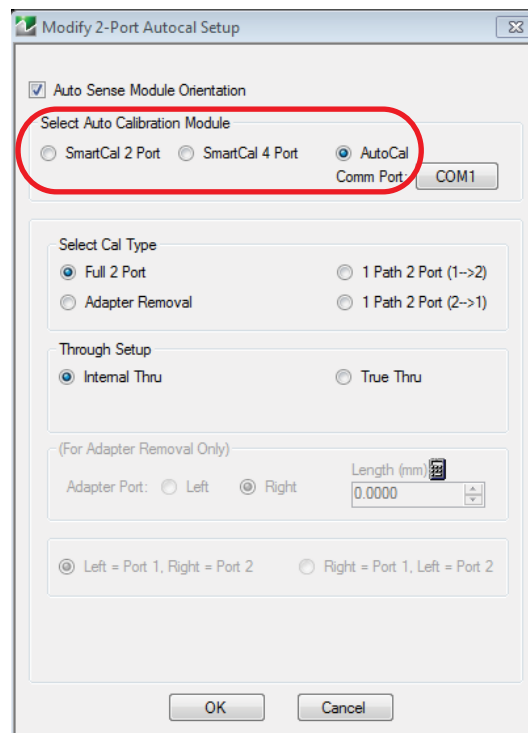 Modify 2-Port Autocal Setup
Auto Sense Module Orientation
Select Auto Calibration Module
SmartCal 2 Port SmartCal 4 Port AutoCal
Comm Port: COM1
Select Cal Type
Full 2 Port 1 Path 2 Port (1-->2)
Adapter Removal 1 Path 2 Port (2-->1)
Through Setup
Internal Thru True Thru
(For Adapter Removal Only)
Length (mm)
Adapter Port: Left Right 0.0000
Left = Port 1, Right = Port 2 Right = Port 1, Left = Port 2
OK Cancel